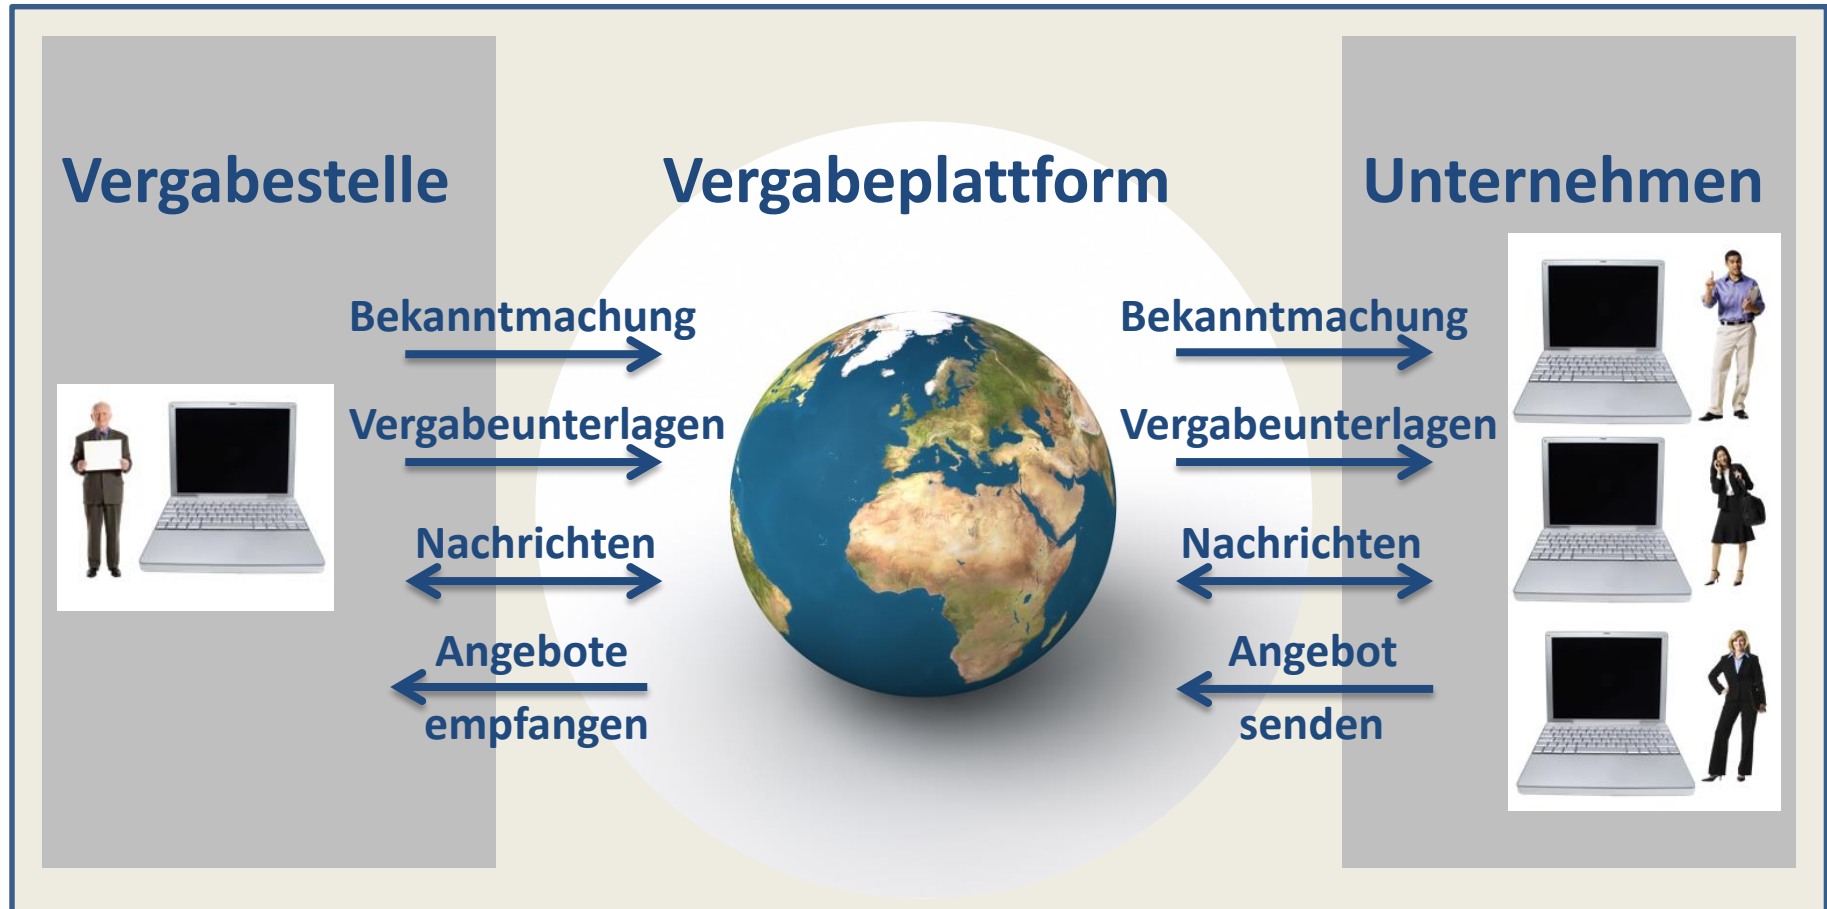 Vergabestelle
Vergabeplattform
Unternehmen
Bekanntmachung
Vergabeunterlagen
Nachrichten
Angebote
empfangen
Bekanntmachung
Vergabeunterlagen
Nachrichten
Angebot
senden